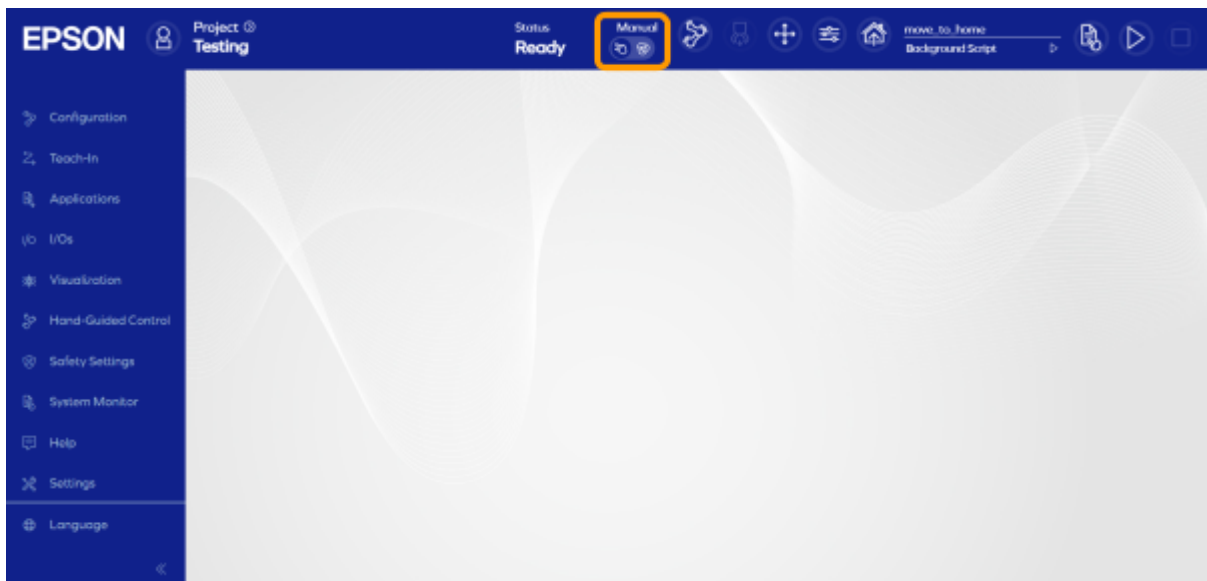 EPSON
Project
Testing
Status
Ready
Manual
move_to_home
Background Script
Configuration
Teach-In
Applications
I/O I/Os
Visualization
Hand-Guided Control
Safety Settings
System Monitor
Help
Settings
Language